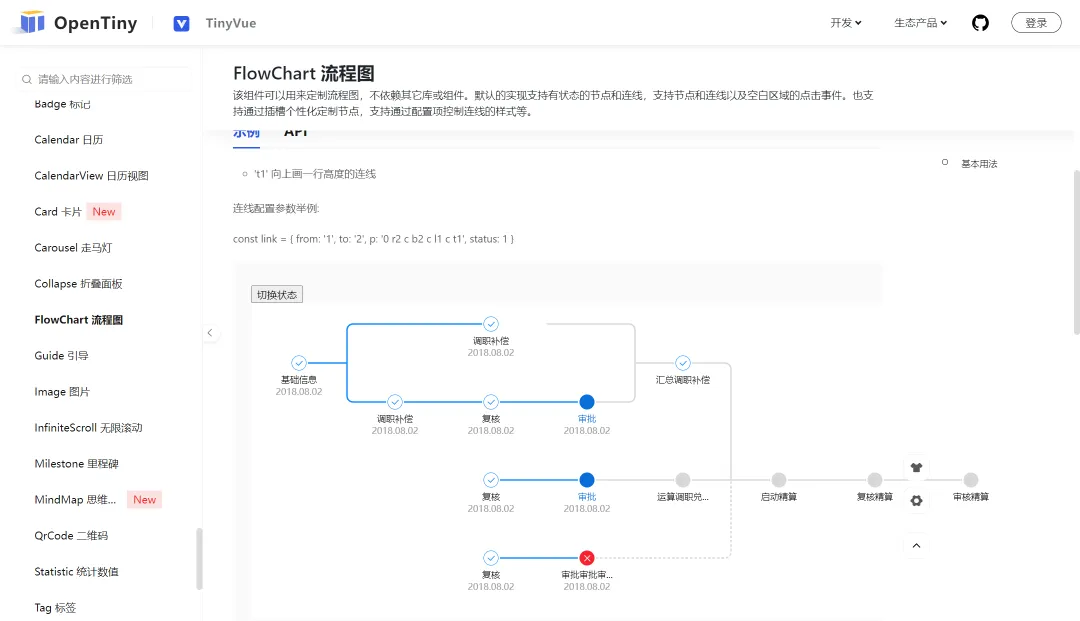 OpenTiny
TinyVue
开发
生态产品
登录
请输入内容进行筛选
Badge 标记
Calendar 日历
CalendarView 日历视图
Card 卡片 New
Carousel 走马灯
Collapse 折叠面板
FlowChart 流程图
Guide 引导
Image 图片
InfiniteScroll 无限滚动
Milestone 里程碑
MindMap 思维... New
QrCode 二维码
Statistic 统计数值
Tag 标签
FlowChart 流程图
该组件可以用来定制流程图，不依赖其它库或组件。默认的实现支持有状态的节点和连线，支持节点和连线以及空白区域的点击事件。也支
持通过插槽个性化定制节点，支持通过配置项控制连线的样式等。
示例 API
基本用法
't1' 向上画一行高度的连线
连线配置参数举例:
const link = { from: '1', to: '2', p: '0 r2 c b2 c l1 c t1', status: 1 }
切换状态
调职补偿
2018.08.02
基础信息
2018.08.02
汇总调职补偿
调职补偿
2018.08.02
复核
2018.08.02
审批
2018.08.02
复核
2018.08.02
审批
2018.08.02
运算调职兑...
启动精算
复核精算
审核精算
复核
2018.08.02
审批审批审...
2018.08.02